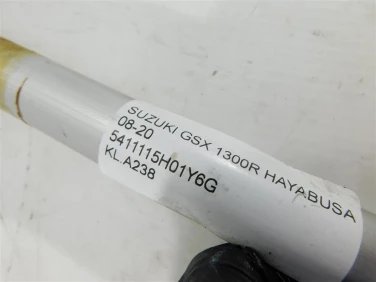 SUZUKI GSX 1300R HAYABUSA
08-20
5411115H01Y6G
KL.A238